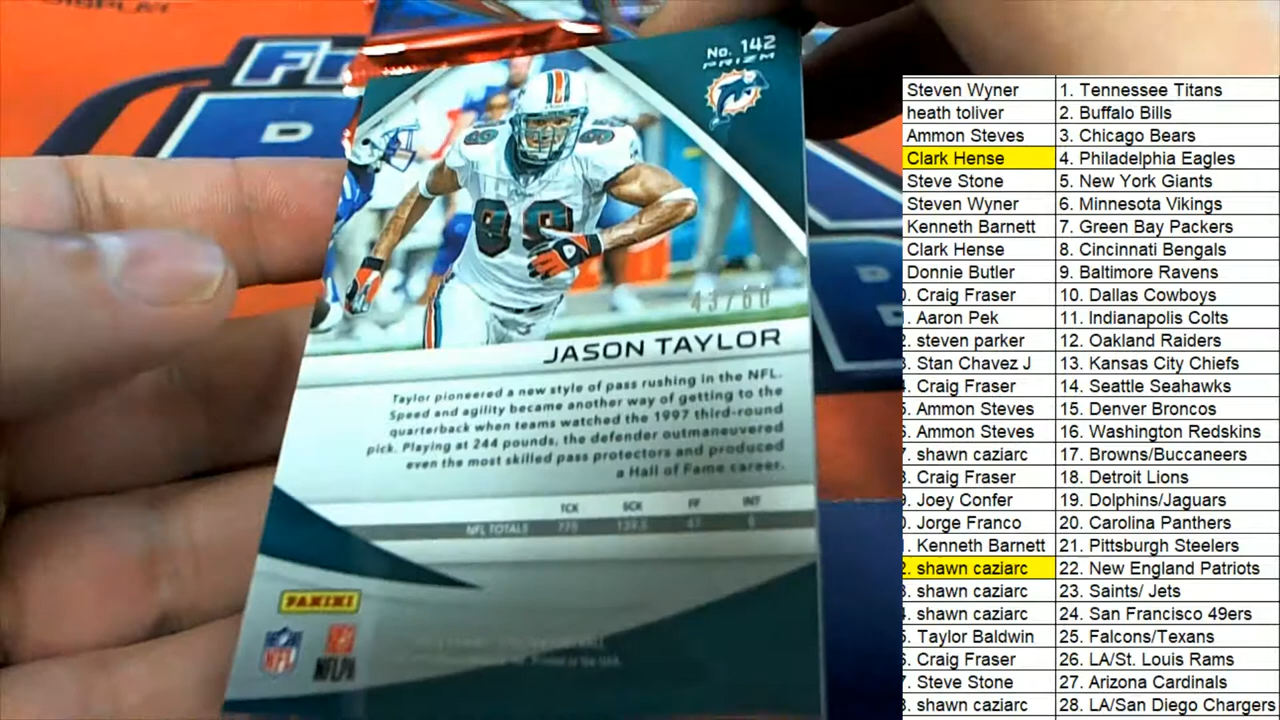 No. 142
PRIZM
99
43/60
JASON TAYLOR
Taylor pioneered a new style of pass rushing in the NFL.
Speed and agility became another way of getting to the
quarterback when teams watched the 1997 third-round
pick. Playing at 244 pounds, the defender outmaneuvered
even the most skilled pass protectors and produced
a Hall of Fame career.
TCK SCK FF INT
NFL TOTALS 775 139.5 47 8
PANINI
NFL
NFLPA
Steven Wyner 1. Tennessee Titans
heath toliver 2. Buffalo Bills
Ammon Steves 3. Chicago Bears
Clark Hense 4. Philadelphia Eagles
Steve Stone 5. New York Giants
Steven Wyner 6. Minnesota Vikings
Kenneth Barnett 7. Green Bay Packers
Clark Hense 8. Cincinnati Bengals
Donnie Butler 9. Baltimore Ravens
Craig Fraser 10. Dallas Cowboys
Aaron Pek 11. Indianapolis Colts
steven parker 12. Oakland Raiders
Stan Chavez J 13. Kansas City Chiefs
Craig Fraser 14. Seattle Seahawks
Ammon Steves 15. Denver Broncos
Ammon Steves 16. Washington Redskins
shawn caziarc 17. Browns/Buccaneers
Craig Fraser 18. Detroit Lions
Joey Confer 19. Dolphins/Jaguars
Jorge Franco 20. Carolina Panthers
Kenneth Barnett 21. Pittsburgh Steelers
shawn caziarc 22. New England Patriots
shawn caziarc 23. Saints/ Jets
shawn caziarc 24. San Francisco 49ers
Taylor Baldwin 25. Falcons/Texans
Craig Fraser 26. LA/St. Louis Rams
Steve Stone 27. Arizona Cardinals
shawn caziarc 28. LA/San Diego Chargers